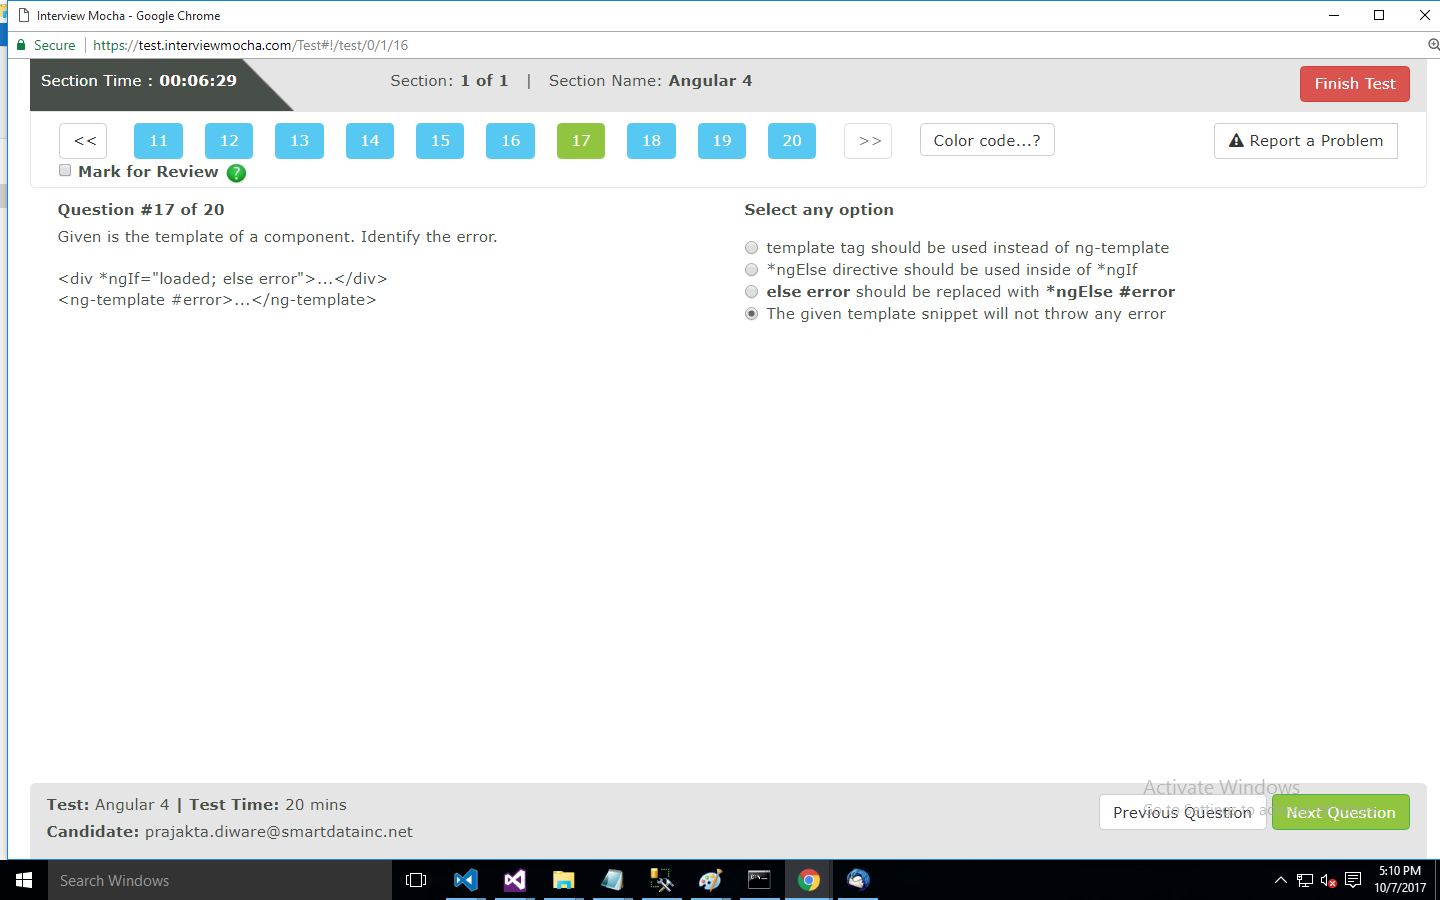 Interview Mocha - Google Chrome
Secure https://test.interviewmocha.com/Test#!/test/0/1/16
Section Time : 00:06:29
Section: 1 of 1 | Section Name: Angular 4
Finish Test
<< 11 12 13 14 15 16 17 18 19 20 >>
Color code...?
Report a Problem
Mark for Review ?
Question #17 of 20
Given is the template of a component. Identify the error.
<div *ngIf="loaded; else error">...</div>
<ng-template #error>...</ng-template>
Select any option
template tag should be used instead of ng-template
*ngElse directive should be used inside of *ngIf
else error should be replaced with *ngElse #error
The given template snippet will not throw any error
Test: Angular 4 | Test Time: 20 mins
Candidate: prajakta.diware@smartdatainc.net
Activate Windows
Go to Settings to
Previous Question
Next Question
Search Windows
5:10 PM
10/7/2017